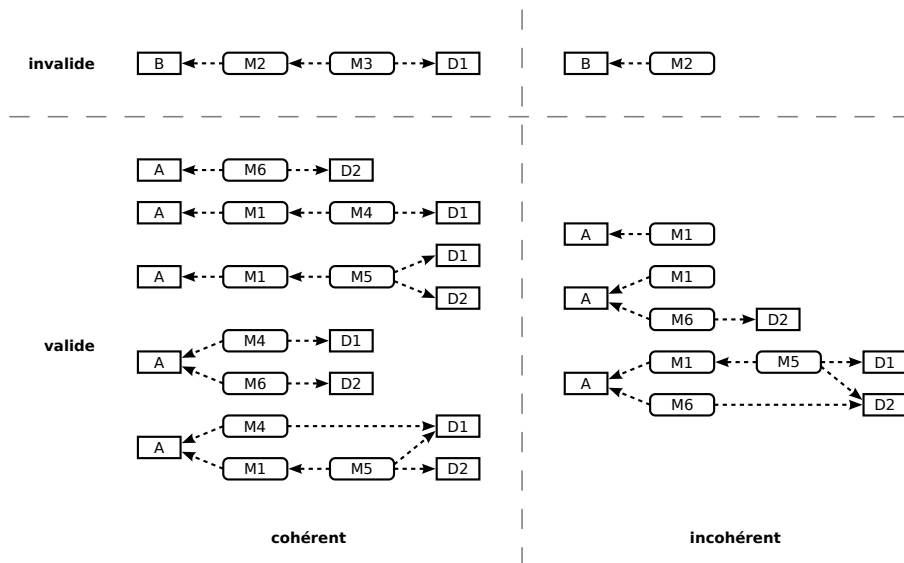 invalide B M2 M3 D1 B M2
A M6 D2
A M1 M4 D1
A M1
D1
A M1 M5
M1
D2
A
M4 D1
M6 D2
valide
A
M1 M5 D1
M6 D2
A
M6 D2
A
M4 D1
M1 M5 D2
cohérent incohérent